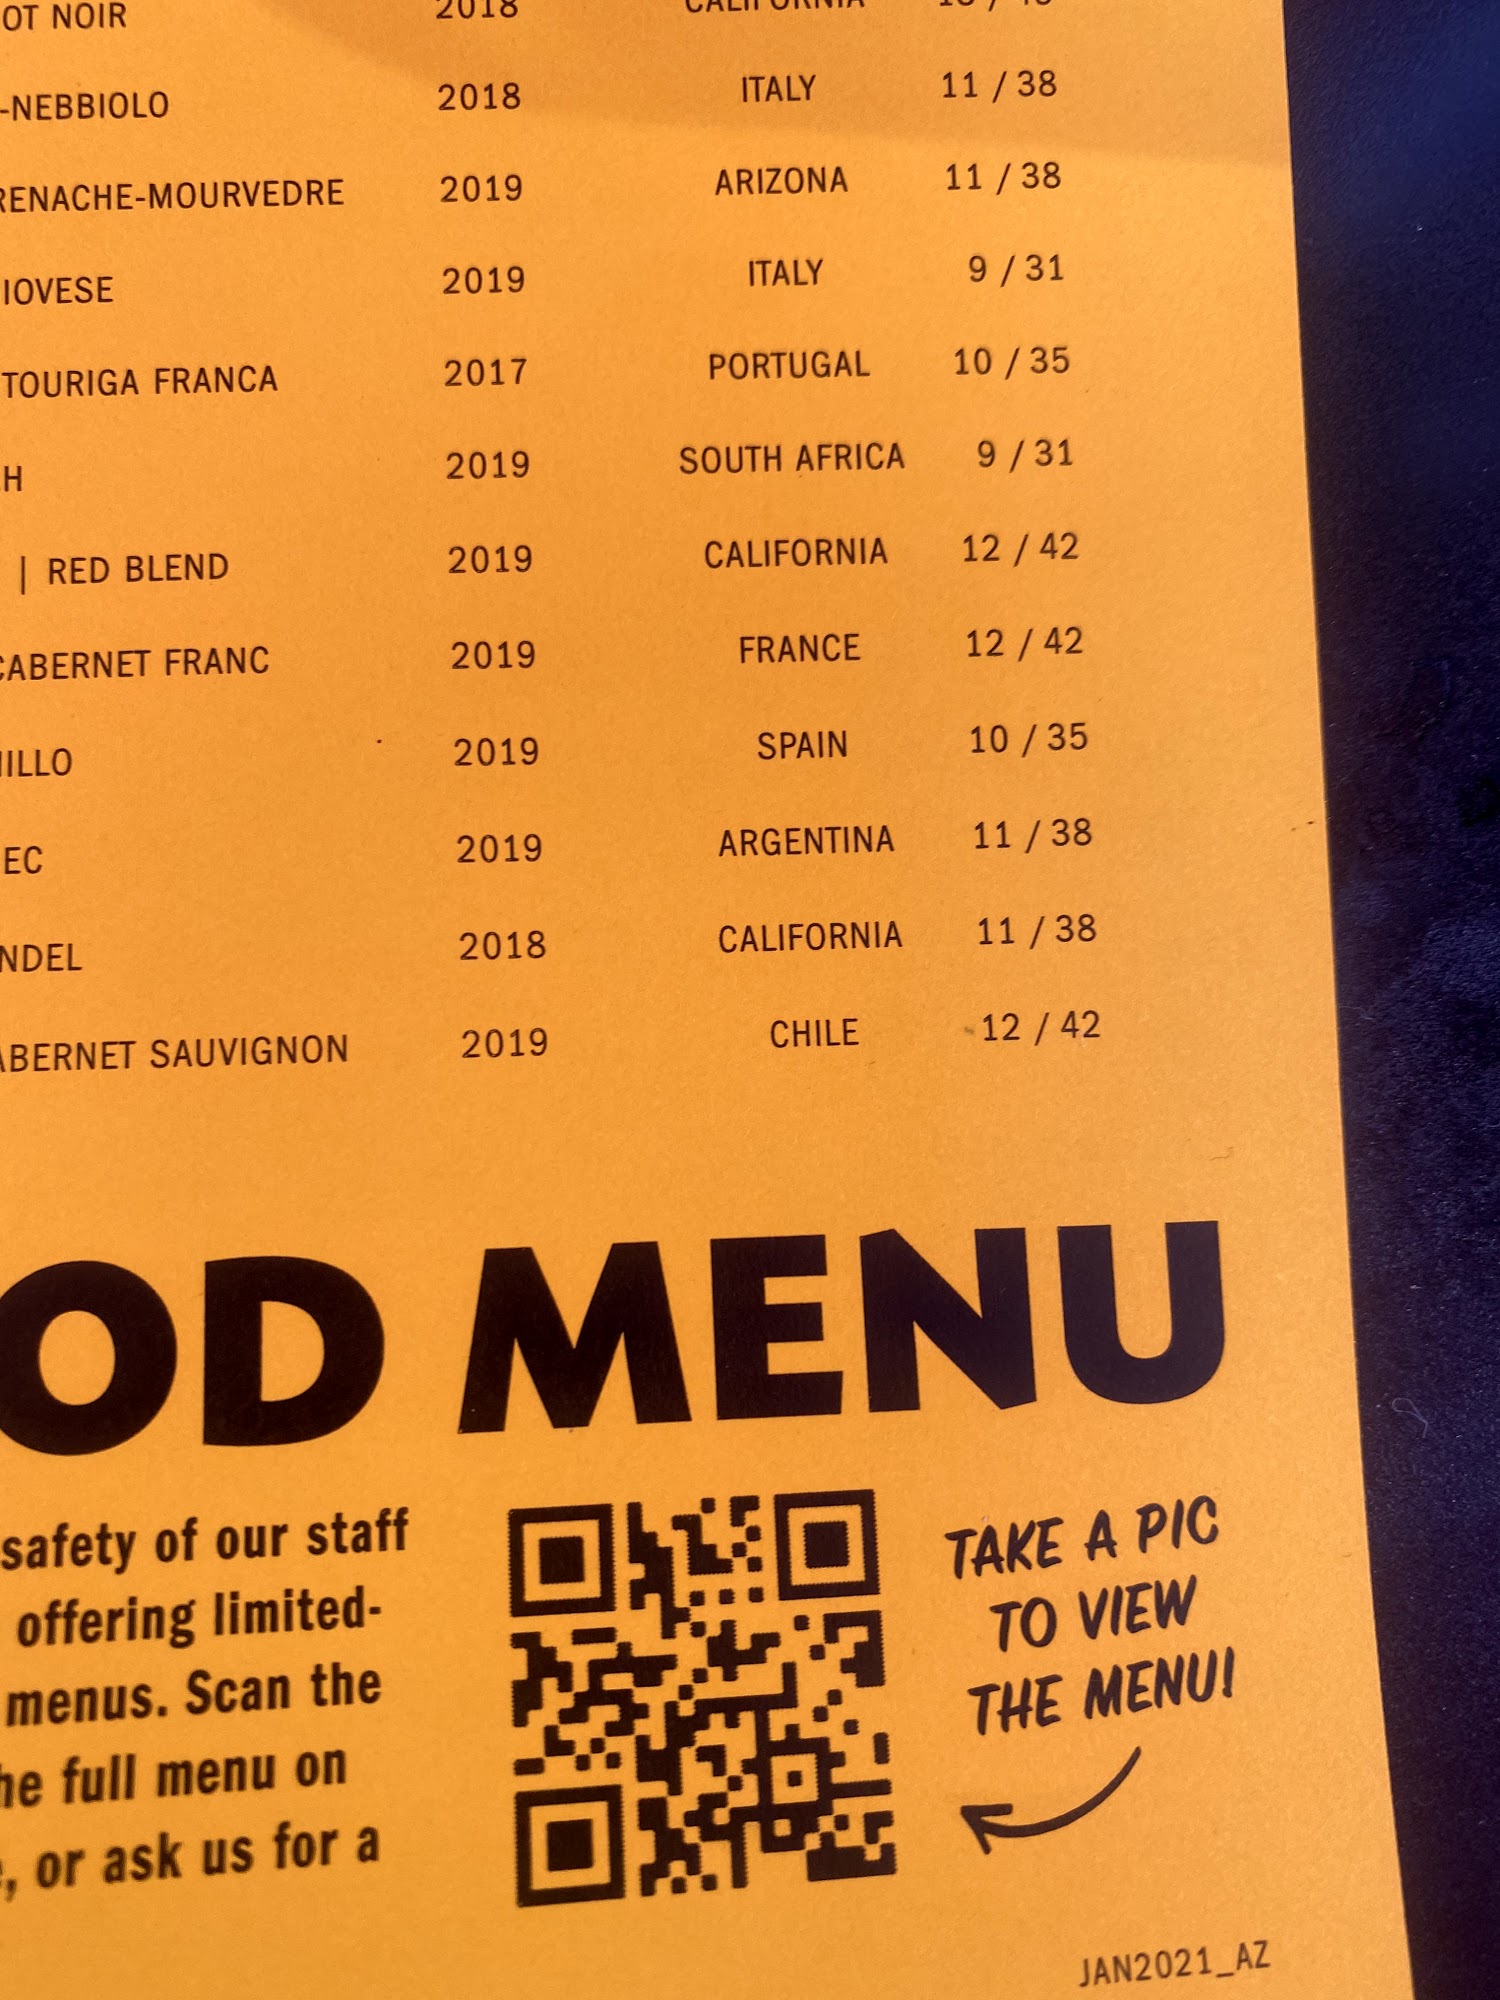 OT NOIR 2018 CALIFORNIA
-NEBBIOLO 2018 ITALY 11 / 38
RENACHE-MOURVEDRE 2019 ARIZONA 11 / 38
IOVESE 2019 ITALY 9 / 31
TOURIGA FRANCA 2017 PORTUGAL 10 / 35
H 2019 SOUTH AFRICA 9 / 31
| RED BLEND 2019 CALIFORNIA 12 / 42
CABERNET FRANC 2019 FRANCE 12 / 42
ILLO 2019 SPAIN 10 / 35
EC 2019 ARGENTINA 11 / 38
NDEL 2018 CALIFORNIA 11 / 38
ABERNET SAUVIGNON 2019 CHILE 12 / 42
OD MENU
safety of our staff
offering limited-
menus. Scan the
he full menu on
, or ask us for a
TAKE A PIC
TO VIEW
THE MENU!
JAN2021_AZ